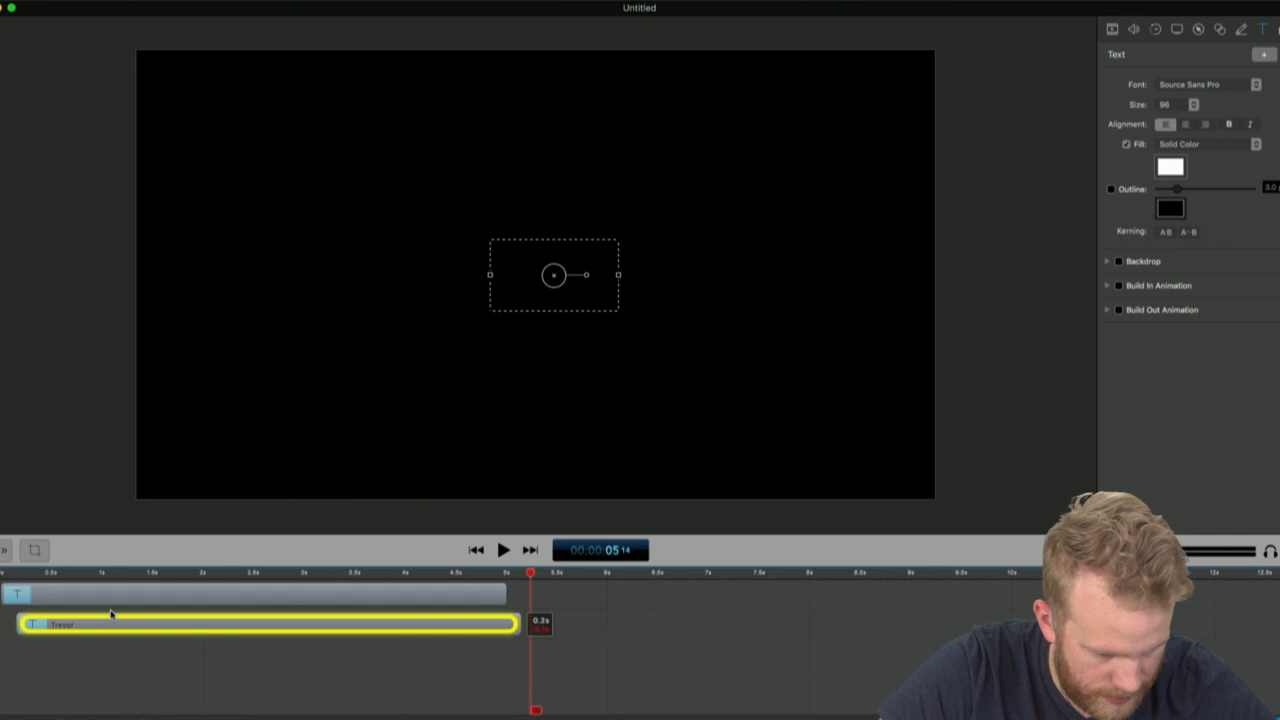 Untitled
Text
+
Font: Source Sans Pro
Size: 96
Alignment: B I
Fill: Solid Color
Outline: 3.0
Kerning: AB A-B
Backdrop
Build In Animation
Build Out Animation
00:00:05 14
0.5s 1s 1.5s 2s 2.5s 3s 3.5s 4s 4.5s 5s 5.5s 6s 6.5s 7s 7.5s 8s 8.5s 9s 9.5s 10s 12s 12.5s
T
T Trevor
0.2s